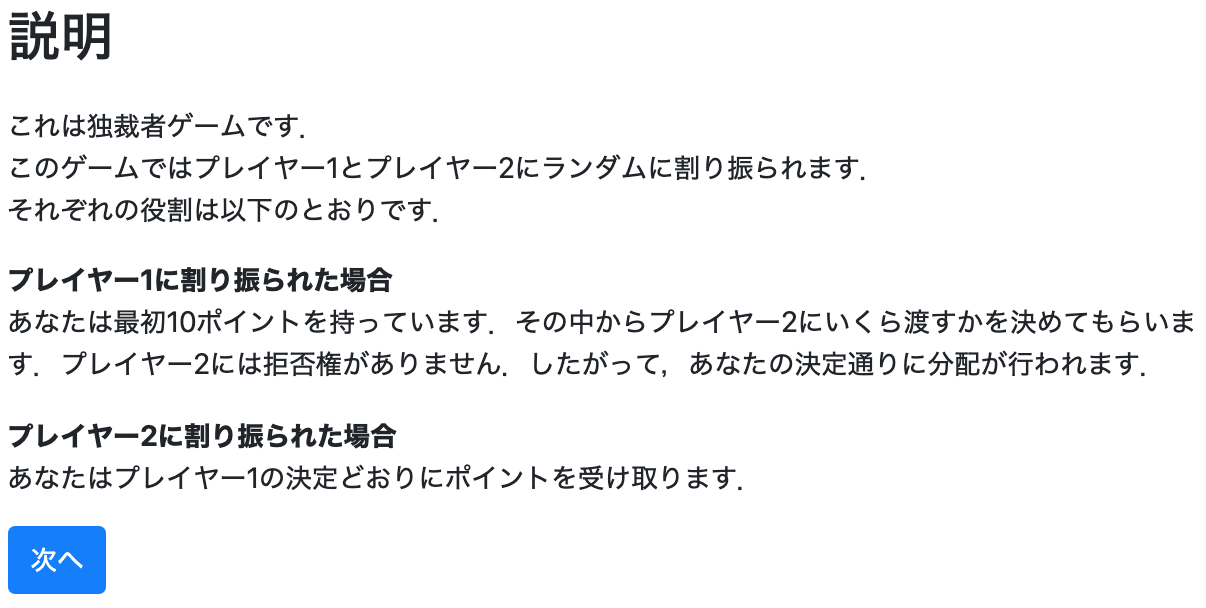 説明
これは独裁者ゲームです．
このゲームではプレイヤー1とプレイヤー2にランダムに割り振られます．
それぞれの役割は以下のとおりです．
プレイヤー1に割り振られた場合
あなたは最初10ポイントを持っています．その中からプレイヤー2にいくら渡すかを決めてもらいま
す．プレイヤー2には拒否権がありません．したがって，あなたの決定通りに分配が行われます．
プレイヤー2に割り振られた場合
あなたはプレイヤー1の決定どおりにポイントを受け取ります．
次へ